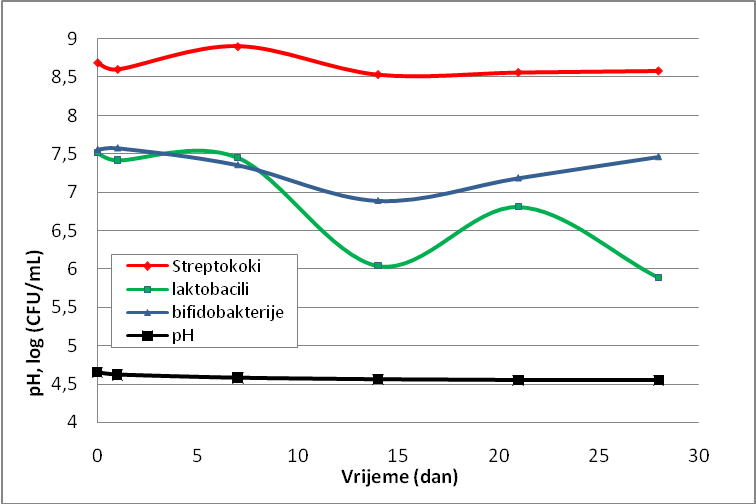 9
8,5
8
7,5
7
6,5
6
5,5
5
4,5
4
pH, log (CFU/mL)
Streptokoki
laktobacili
bifidobakterije
pH
0 5 10 15 20 25 30
Vrijeme (dan)